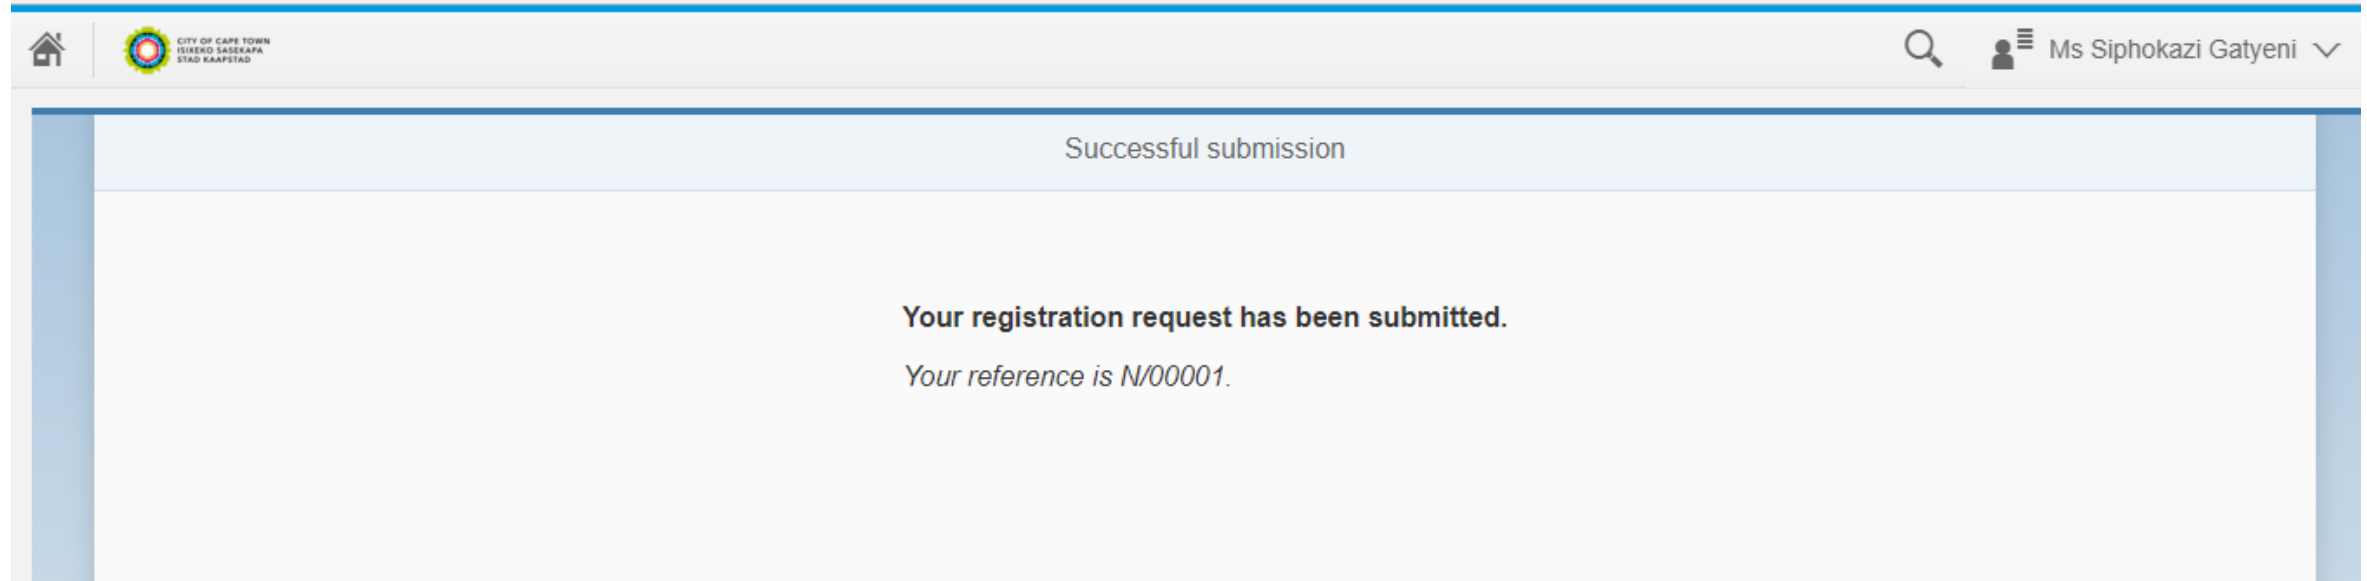 CITY OF CAPE TOWN
ISIXEKO SASEKAPA
STAD KAAPSTAD
Ms Siphokazi Gatyeni
Successful submission
Your registration request has been submitted.
Your reference is N/00001.